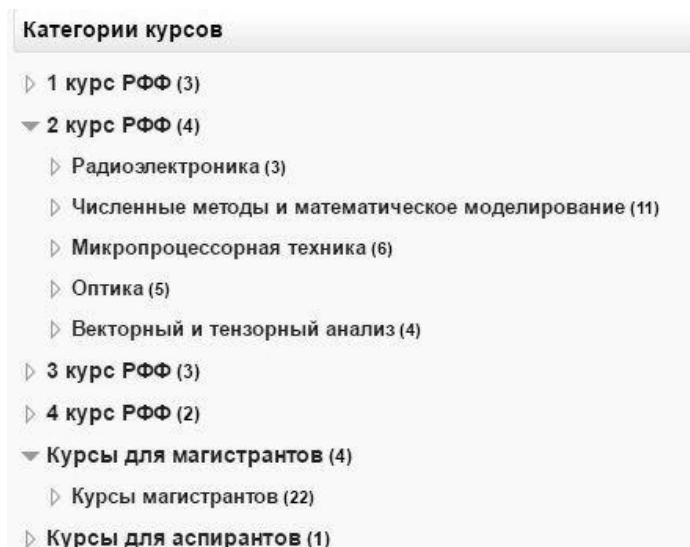 Категории курсов
1 курс РФФ (3)
2 курс РФФ (4)
Радиоэлектроника (3)
Численные методы и математическое моделирование (11)
Микропроцессорная техника (6)
Оптика (5)
Векторный и тензорный анализ (4)
3 курс РФФ (3)
4 курс РФФ (2)
Курсы для магистрантов (4)
Курсы магистрантов (22)
Курсы для аспирантов (1)